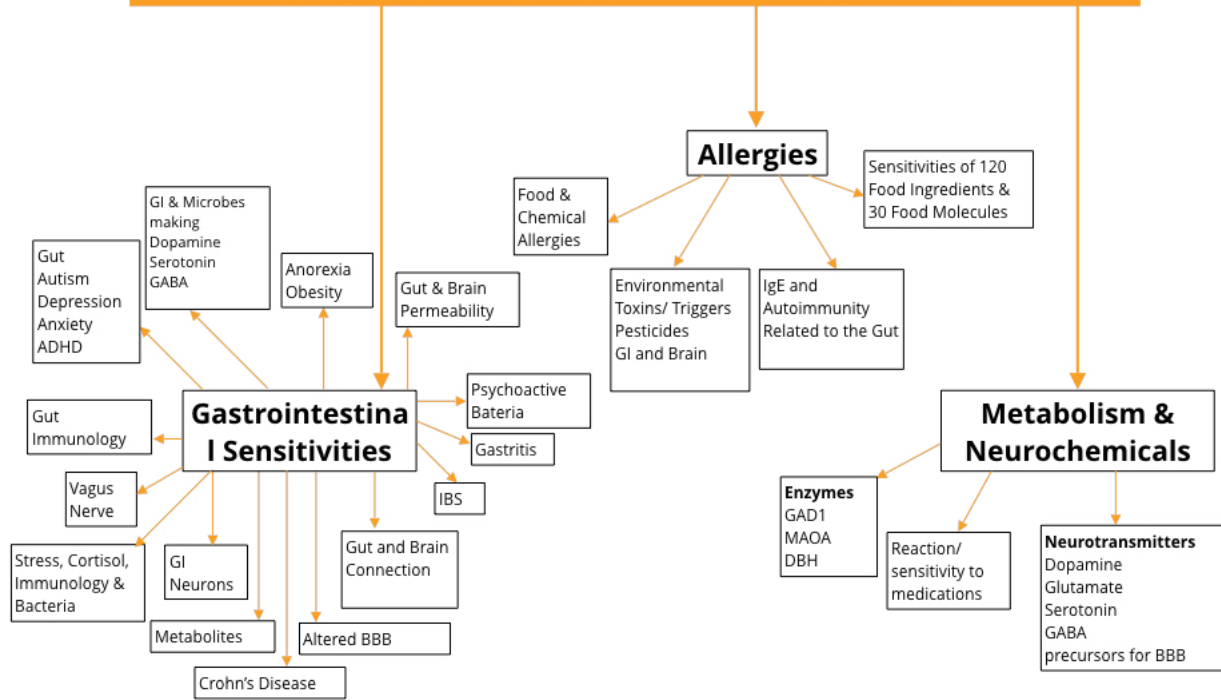 Allergies
Sensitivities of 120
Food Ingredients &
30 Food Molecules
Food &
Chemical
Allergies
Environmental
Toxins/ Triggers
Pesticides
GI and Brain
IgE and
Autoimmunity
Related to the Gut
GI & Microbes
making
Dopamine
Serotonin
GABA
Gut
Autism
Depression
Anxiety
ADHD
Anorexia
Obesity
Gut & Brain
Permeability
Gastrointestina
l Sensitivities
Psychoactive
Bateria
Gastritis
IBS
Gut
Immunology
Vagus
Nerve
Stress, Cortisol,
Immunology &
Bacteria
GI
Neurons
Metabolites
Crohn's Disease
Altered BBB
Gut and Brain
Connection
Metabolism &
Neurochemicals
Enzymes
GAD1
MAOA
DBH
Reaction/
sensitivity to
medications
Neurotransmitters
Dopamine
Glutamate
Serotonin
GABA
precursors for BBB